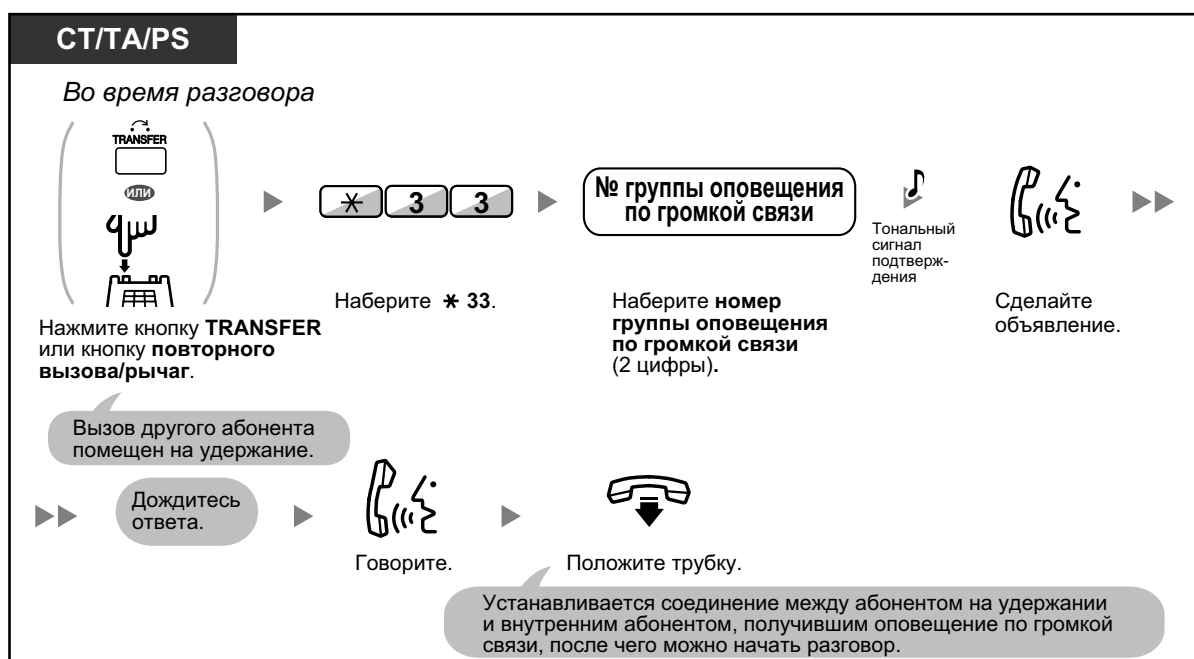 CT/TA/PS
Во время разговора
TRANSFER
ИЛИ
Нажмите кнопку TRANSFER
или кнопку повторного
вызова/рычаг.
Вызов другого абонента
помещен на удержание.
* 3 3
Наберите * 33.
№ группы оповещения
по громкой связи
Наберите номер
группы оповещения
по громкой связи
(2 цифры).
Тональный
сигнал
подтверж-
дения
Сделайте
объявление.
Дождитесь
ответа.
Говорите.
Положите трубку.
Устанавливается соединение между абонентом на удержании
и внутренним абонентом, получившим оповещение по громкой
связи, после чего можно начать разговор.